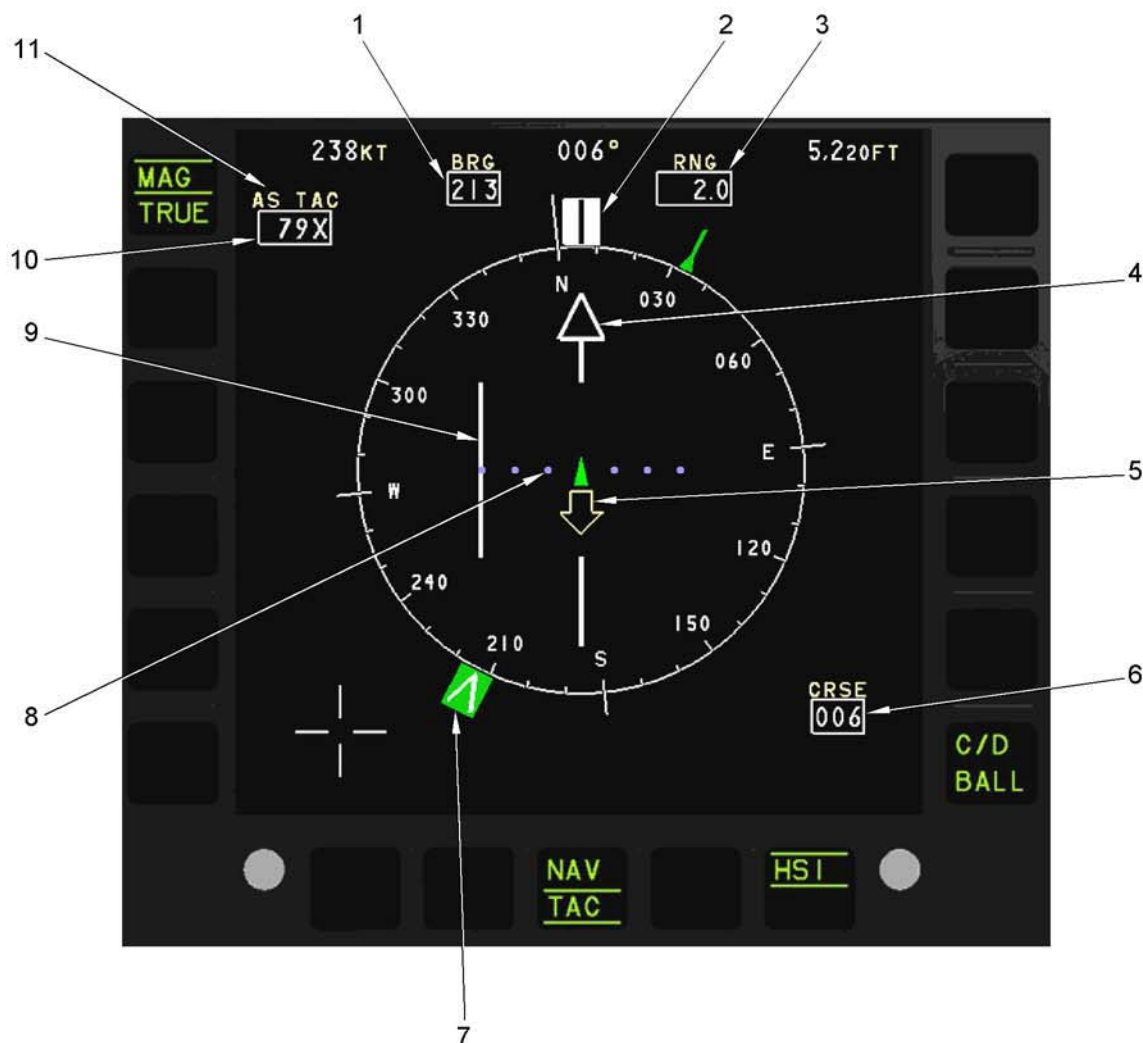 11
1
2
3
238KT
BRG
006°
RNG
5,220FT
MAG
TRUE
213
2.0
AS TAC
79X
10
4
N
030
330
060
9
300
E
5
W
120
240
150
210
S
CRSE
006
6
8
C/D
BALL
NAV
TAC
HSI
7